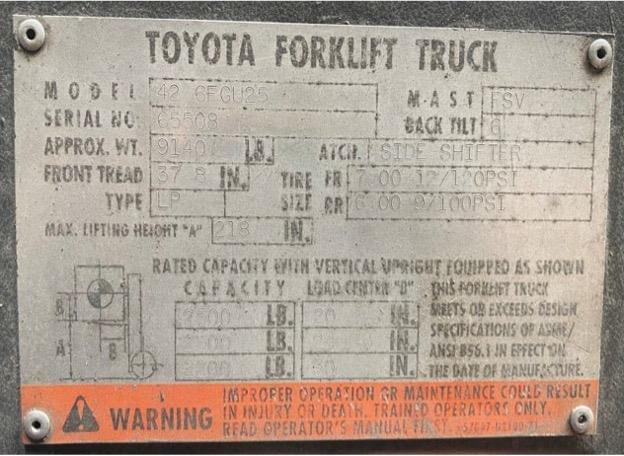 TOYOTA FORKLIFT TRUCK
MODEL 42 6FGU25 MAST FSV
SERIAL NO. 65508 BACK TILT 6
APPROX. WT. 9140 LB. ATCH. SIDE SHIFTER
FRONT TREAD 37.8 IN. TIRE FR 7 00 12/120PSI
TYPE LP SIZE RR 6 00 9/100PSI
MAX. LIFTING HEIGHT "A" 218 IN.
RATED CAPACITY WITH VERTICAL UPRIGHT EQUIPPED AS SHOWN
CAPACITY LOAD CENTER "B" THIS FORKLIFT TRUCK
LB. IN. MEETS OR EXCEEDS DESIGN
B SPECIFICATIONS OF ASME/
A B LB. IN. ANSI B56.1 IN EFFECT ON
LB. IN. THE DATE OF MANUFACTURE.
WARNING
IMPROPER OPERATION OR MAINTENANCE COULD RESULT
IN INJURY OR DEATH. TRAINED OPERATORS ONLY.
READ OPERATOR'S MANUAL FIRST.